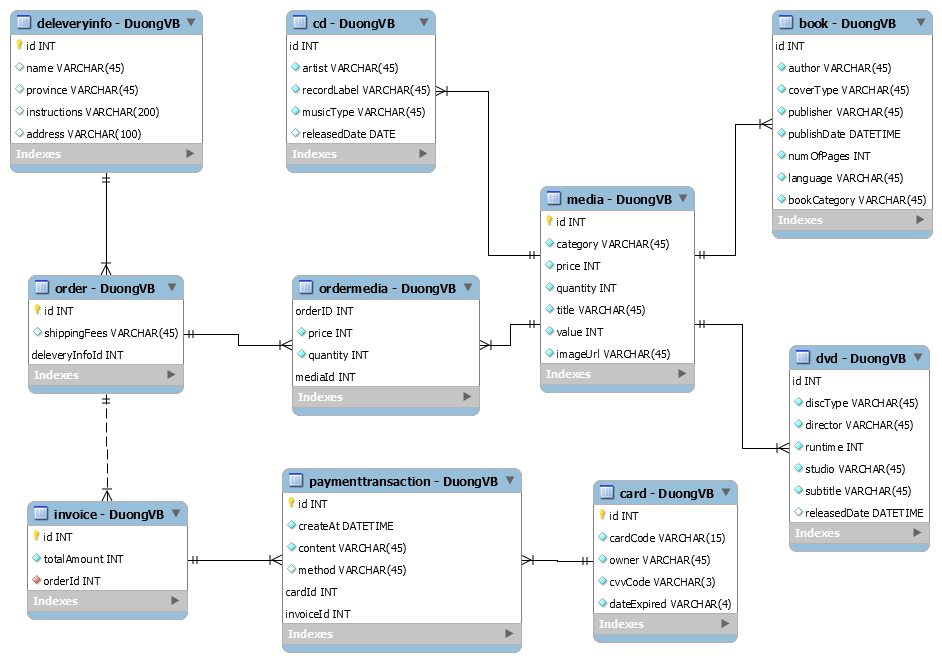 deleveryinfo - DuongVB
id INT
name VARCHAR(45)
province VARCHAR(45)
instructions VARCHAR(200)
address VARCHAR(100)
Indexes
cd - DuongVB
id INT
artist VARCHAR(45)
recordLabel VARCHAR(45)
musicType VARCHAR(45)
releasedDate DATE
Indexes
book - DuongVB
id INT
author VARCHAR(45)
coverType VARCHAR(45)
publisher VARCHAR(45)
publishDate DATETIME
numOfPages INT
language VARCHAR(45)
bookCategory VARCHAR(45)
Indexes
media - DuongVB
id INT
category VARCHAR(45)
price INT
quantity INT
title VARCHAR(45)
value INT
imageUrl VARCHAR(45)
Indexes
order - DuongVB
id INT
shippingFees VARCHAR(45)
deleveryInfoId INT
Indexes
ordermedia - DuongVB
orderID INT
price INT
quantity INT
mediaId INT
Indexes
dvd - DuongVB
id INT
discType VARCHAR(45)
director VARCHAR(45)
runtime INT
studio VARCHAR(45)
subtitle VARCHAR(45)
releasedDate DATETIME
Indexes
invoice - DuongVB
id INT
totalAmount INT
orderId INT
Indexes
paymenttransaction - DuongVB
id INT
createAt DATETIME
content VARCHAR(45)
method VARCHAR(45)
cardId INT
invoiceId INT
Indexes
card - DuongVB
id INT
cardCode VARCHAR(15)
owner VARCHAR(45)
cvvCode VARCHAR(3)
dateExpired VARCHAR(4)
Indexes